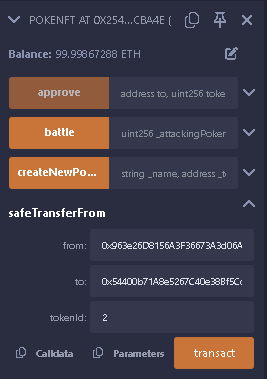 POKENFT AT 0X254...CBA4E (
Balance: 99.99867288 ETH
approve address to, uint256 toke
battle uint256 _attackingPoker
createNewPo... string _name, address _t
safeTransferFrom
from: 0x963e26D8156A3F36673A3d06A
to: 0x54400b71A8e5267C40e38Bf5Cc
tokenId: 2
Calldata Parameters transact